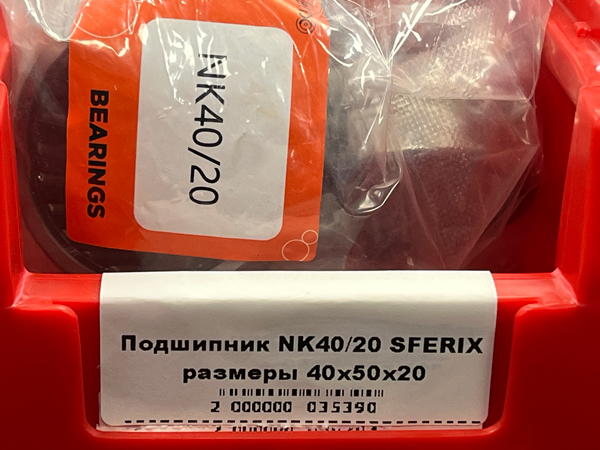 NK40/20
BEARINGS
Подшипник NK40/20 SFERIX
размеры 40x50x20
2 000000 035390